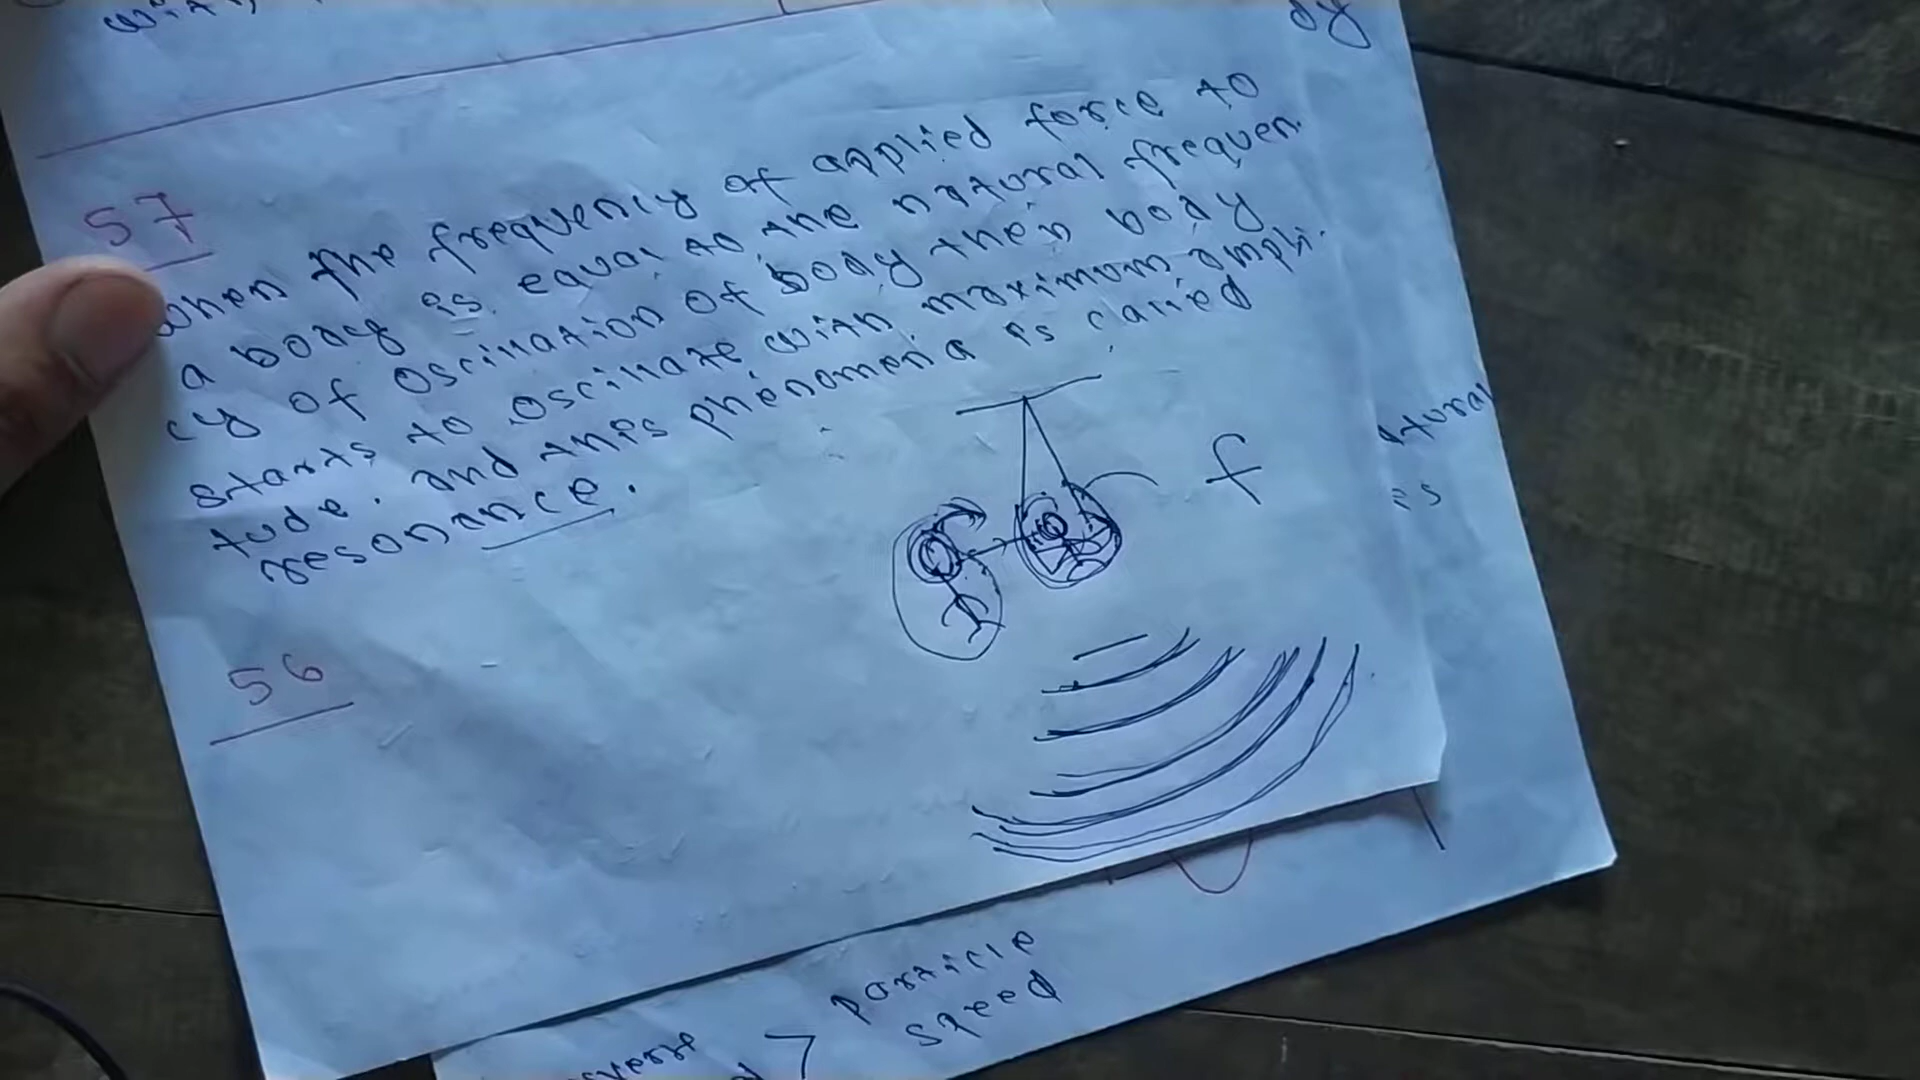 57
When the frequency of applied force to
a body is equal to the natural frequen-
cy of oscillation of body then body
starts to oscillate with maximum ampli-
tude. and this phenomena is called
resonance.
f
56
atural
es
particle
speed
>